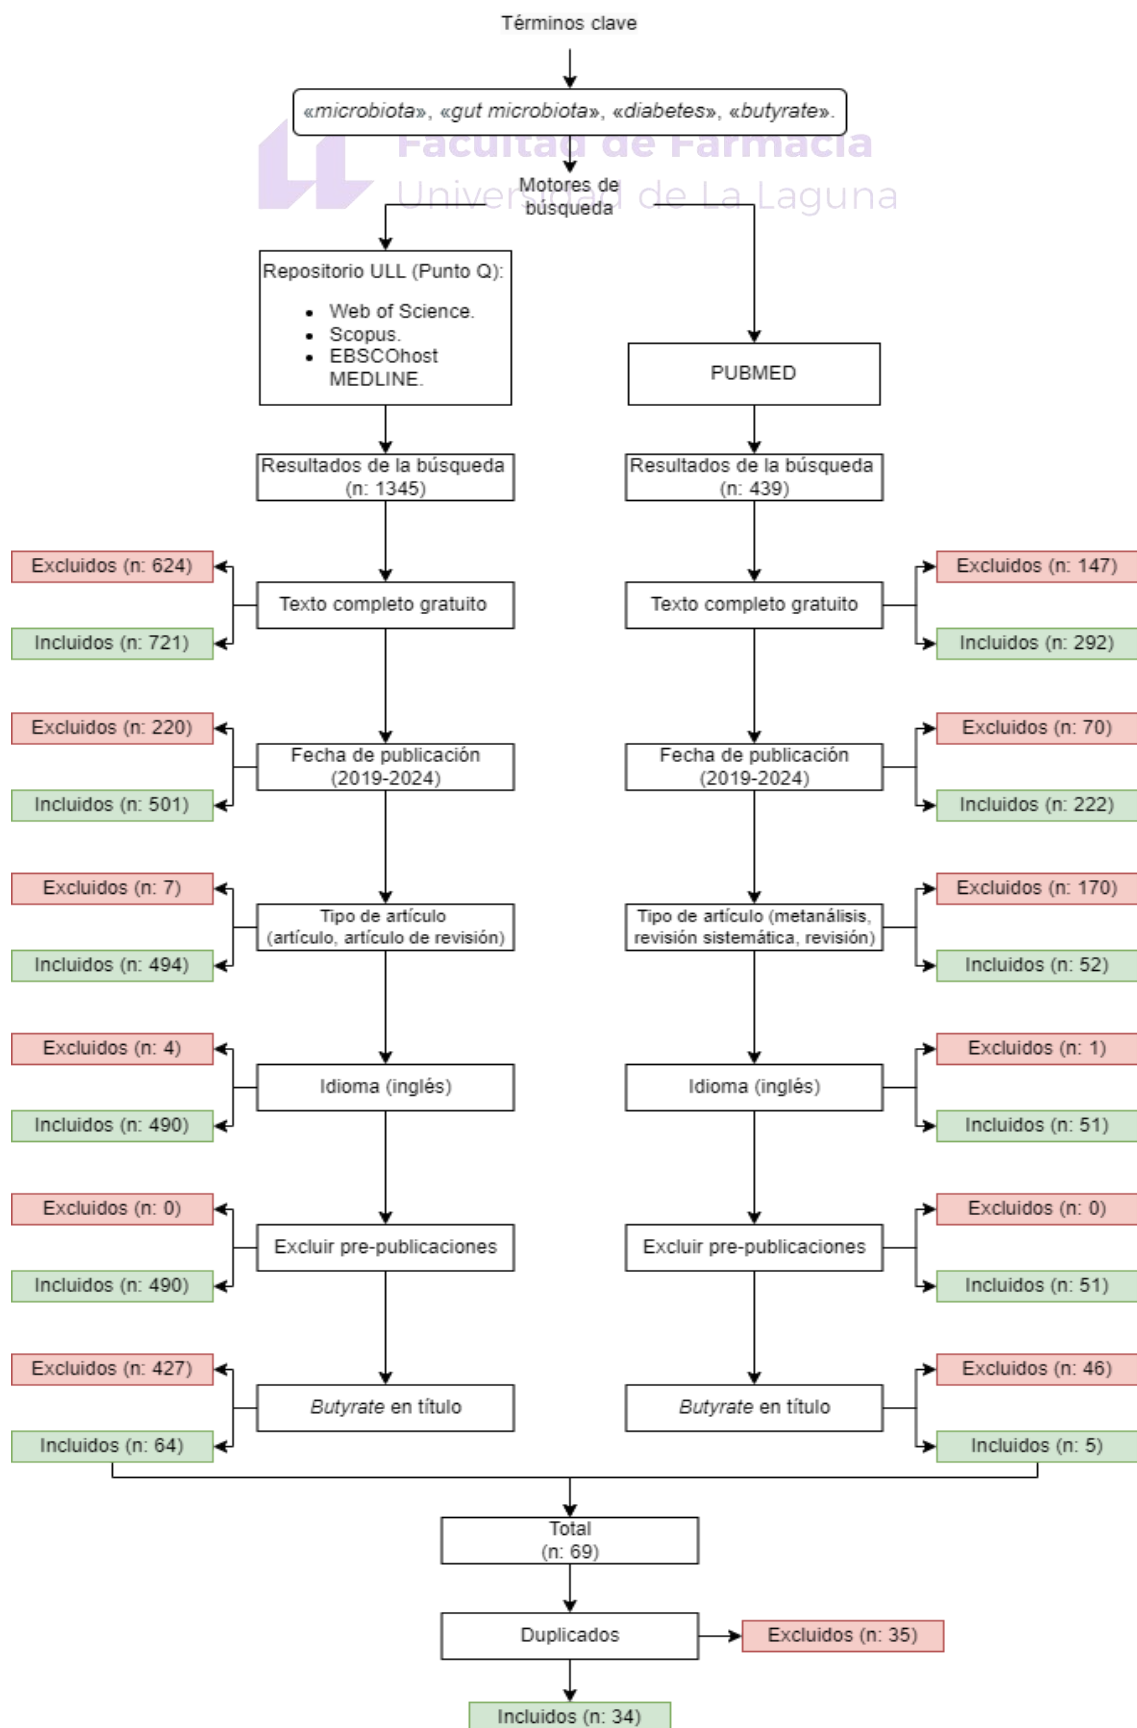 Términos clave
«microbiota», «gut microbiota», «diabetes», «butyrate».
Facultad de Farmacia
Universidad de La Laguna
Motores de
búsqueda
Repositorio ULL (Punto Q):
• Web of Science.
• Scopus.
• EBSCOhost
MEDLINE.
PUBMED
Resultados de la búsqueda
(n: 1345)
Resultados de la búsqueda
(n: 439)
Excluidos (n: 624)
Texto completo gratuito
Incluidos (n: 721)
Excluidos (n: 147)
Texto completo gratuito
Incluidos (n: 292)
Excluidos (n: 220)
Fecha de publicación
(2019-2024)
Incluidos (n: 501)
Excluidos (n: 70)
Fecha de publicación
(2019-2024)
Incluidos (n: 222)
Excluidos (n: 7)
Tipo de artículo
(artículo, artículo de revisión)
Incluidos (n: 494)
Excluidos (n: 170)
Tipo de artículo (metanálisis,
revisión sistemática, revisión)
Incluidos (n: 52)
Excluidos (n: 4)
Idioma (inglés)
Incluidos (n: 490)
Excluidos (n: 1)
Idioma (inglés)
Incluidos (n: 51)
Excluidos (n: 0)
Excluir pre-publicaciones
Incluidos (n: 490)
Excluidos (n: 0)
Excluir pre-publicaciones
Incluidos (n: 51)
Excluidos (n: 427)
Butyrate en título
Incluidos (n: 64)
Excluidos (n: 46)
Butyrate en título
Incluidos (n: 5)
Total
(n: 69)
Duplicados
Excluidos (n: 35)
Incluidos (n: 34)